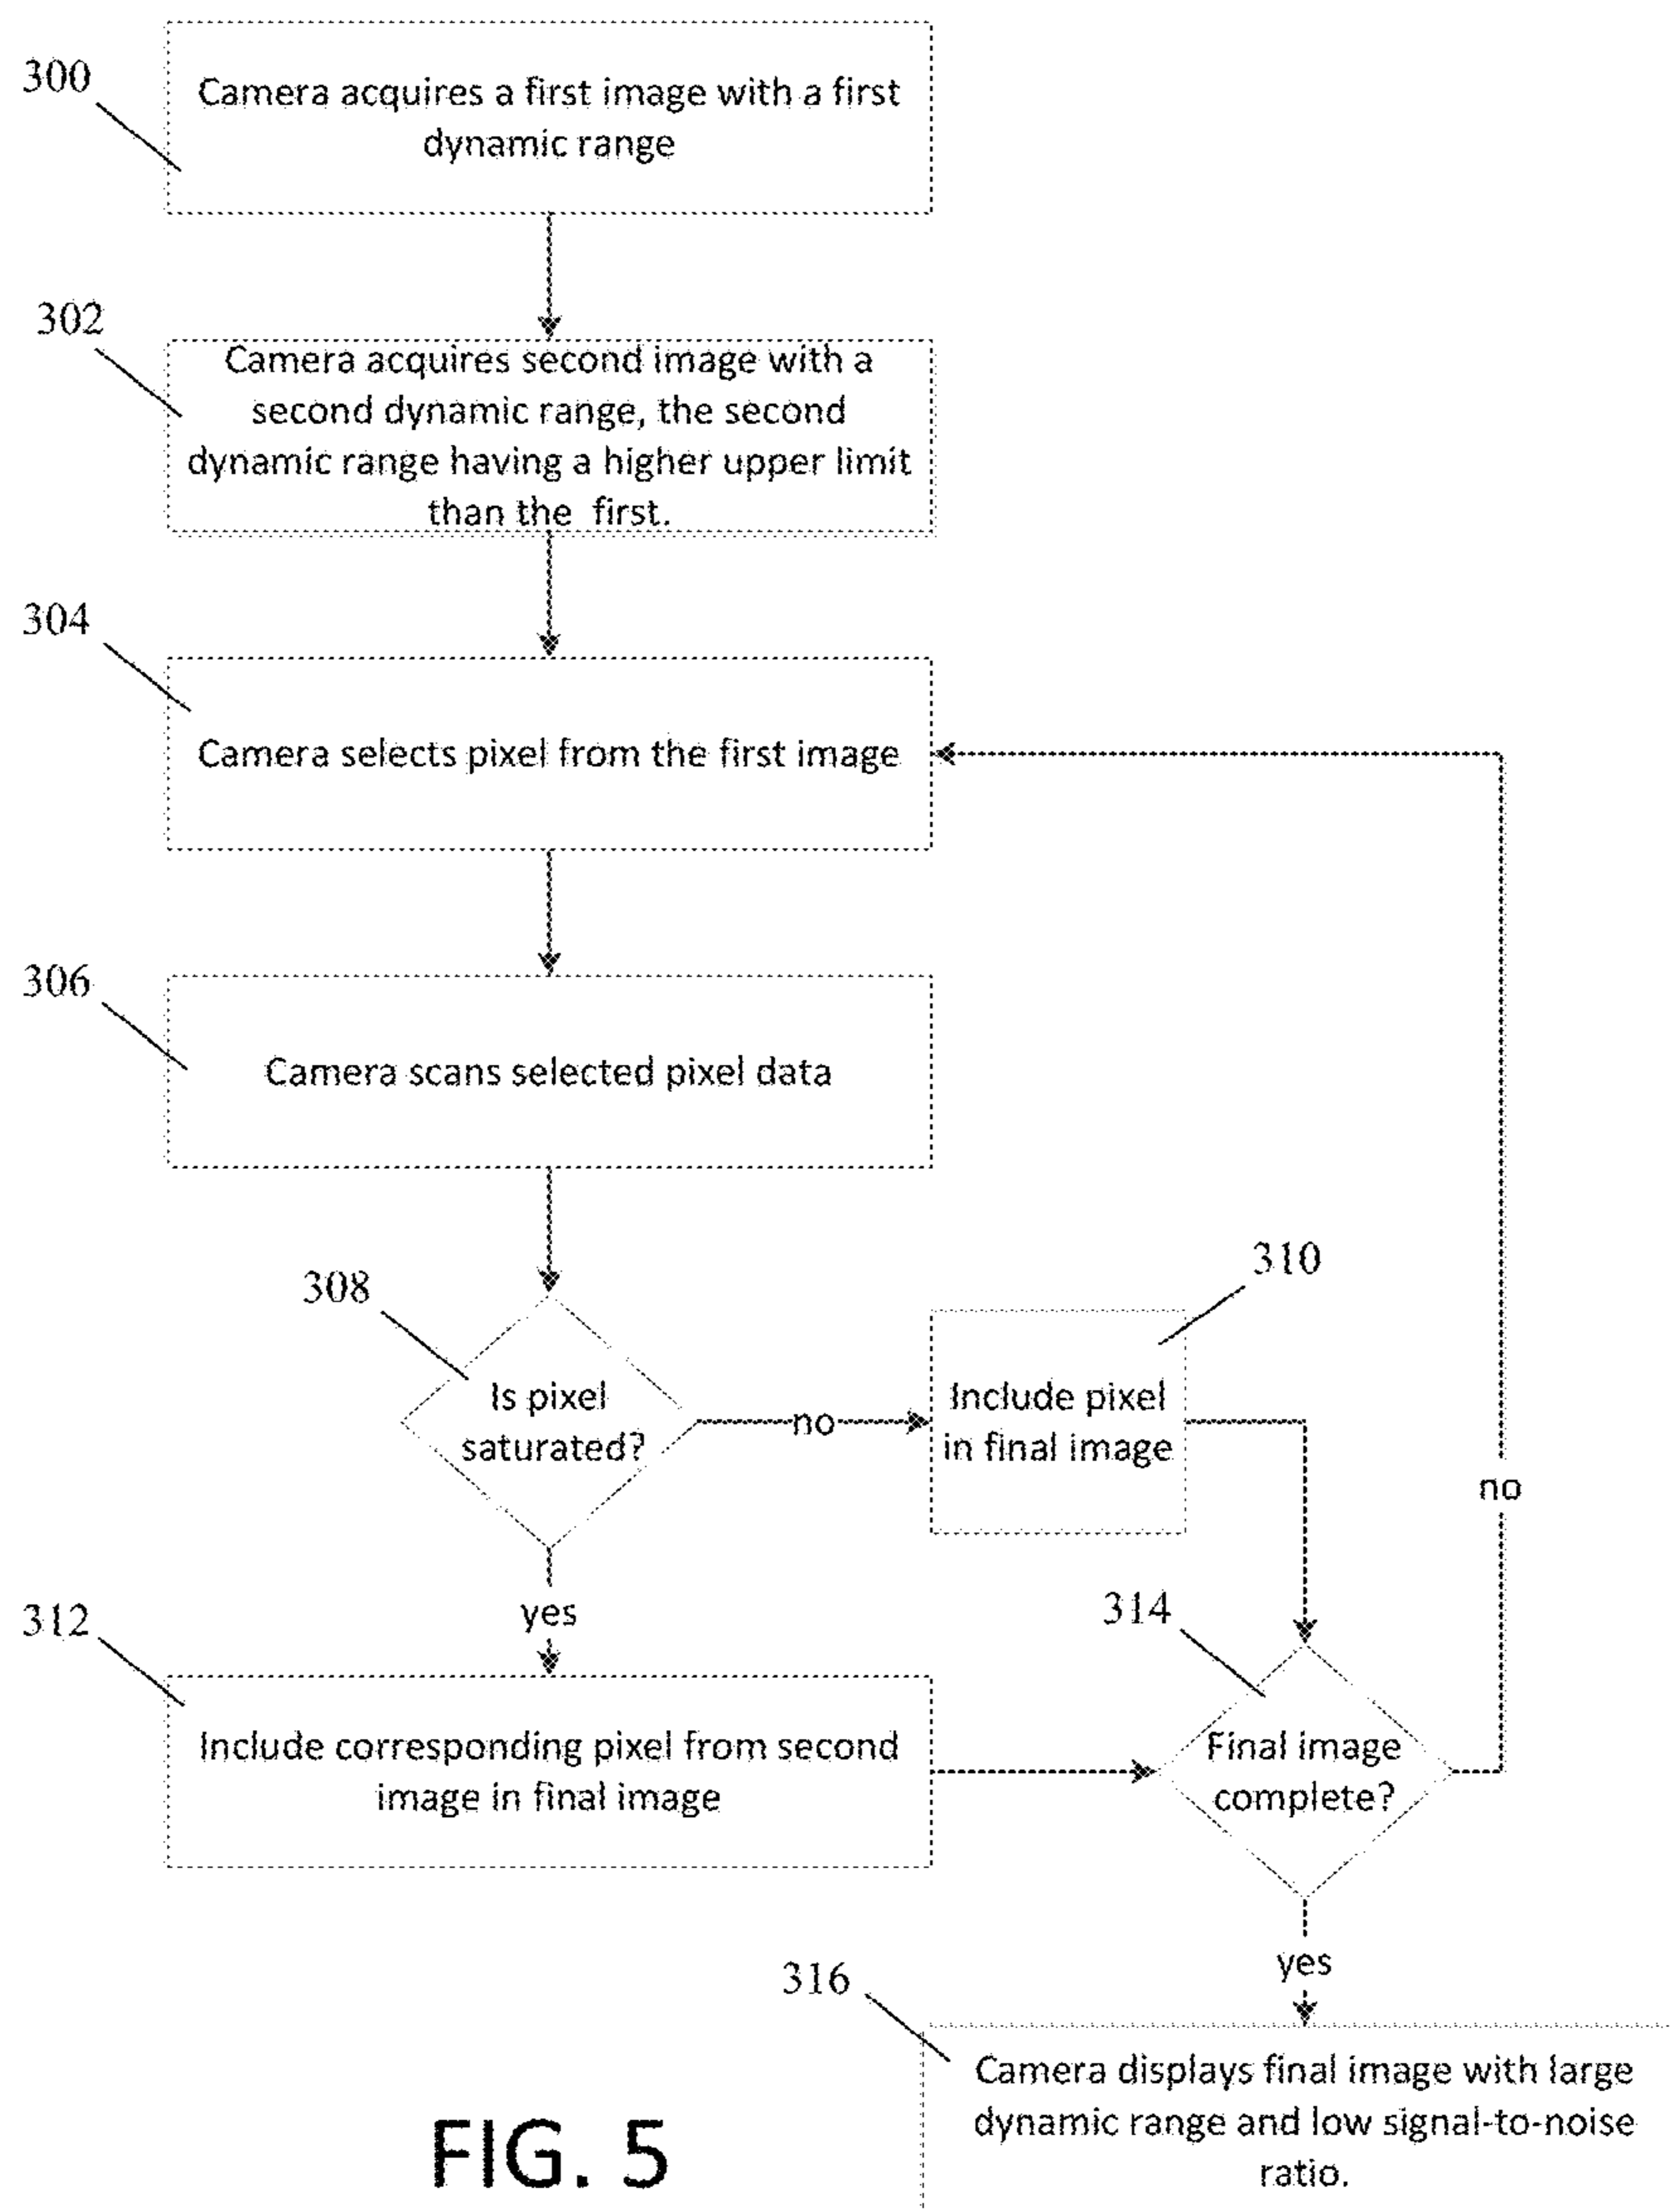 300
Camera acquires a first image with a first
dynamic range
302
Camera acquires second image with a
second dynamic range, the second
dynamic range having a higher upper limit
than the first.
304
Camera selects pixel from the first image
306
Camera scans selected pixel data
308
Is pixel
saturated?
no
310
Include pixel
in final image
no
yes
312
Include corresponding pixel from second
image in final image
314
Final image
complete?
yes
316
Camera displays final image with large
dynamic range and low signal-to-noise
ratio.
FIG. 5